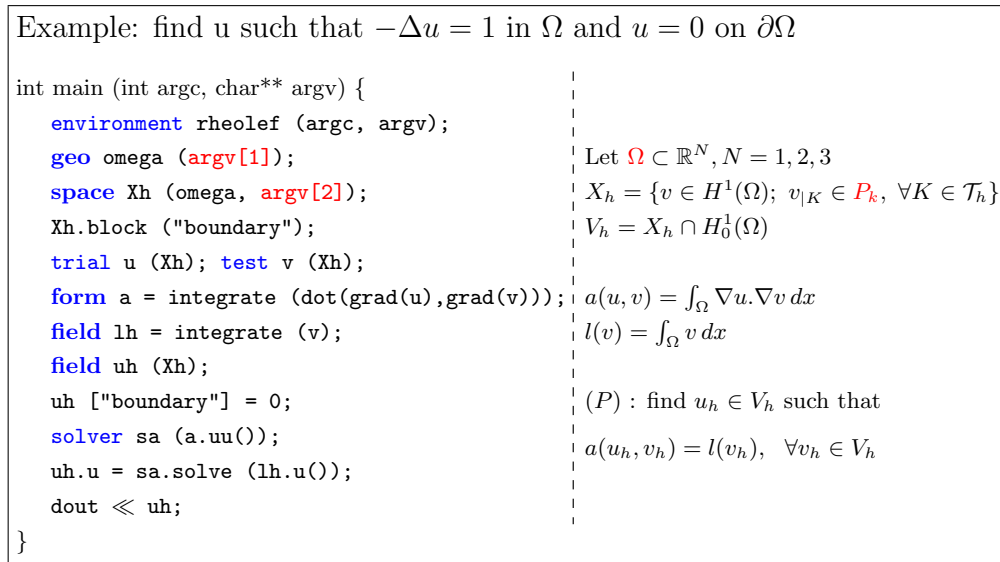 Example: find u such that −Δu = 1 in Ω and u = 0 on ∂Ω
int main (int argc, char** argv) {
environment rheolef (argc, argv);
geo omega (argv[1]); Let Ω ⊂ ℝ^N, N = 1, 2, 3
space Xh (omega, argv[2]); X_h = {v ∈ H^1(Ω); v_{|K} ∈ P_k, ∀K ∈ 𝒯_h}
Xh.block ("boundary"); V_h = X_h ∩ H^1_0(Ω)
trial u (Xh); test v (Xh);
form a = integrate (dot(grad(u),grad(v))); a(u, v) = ∫_Ω ∇u.∇v dx
field lh = integrate (v); l(v) = ∫_Ω v dx
field uh (Xh);
uh ["boundary"] = 0; (P) : find u_h ∈ V_h such that
solver sa (a.uu()); a(u_h, v_h) = l(v_h), ∀v_h ∈ V_h
uh.u = sa.solve (lh.u());
dout ≪ uh;
}